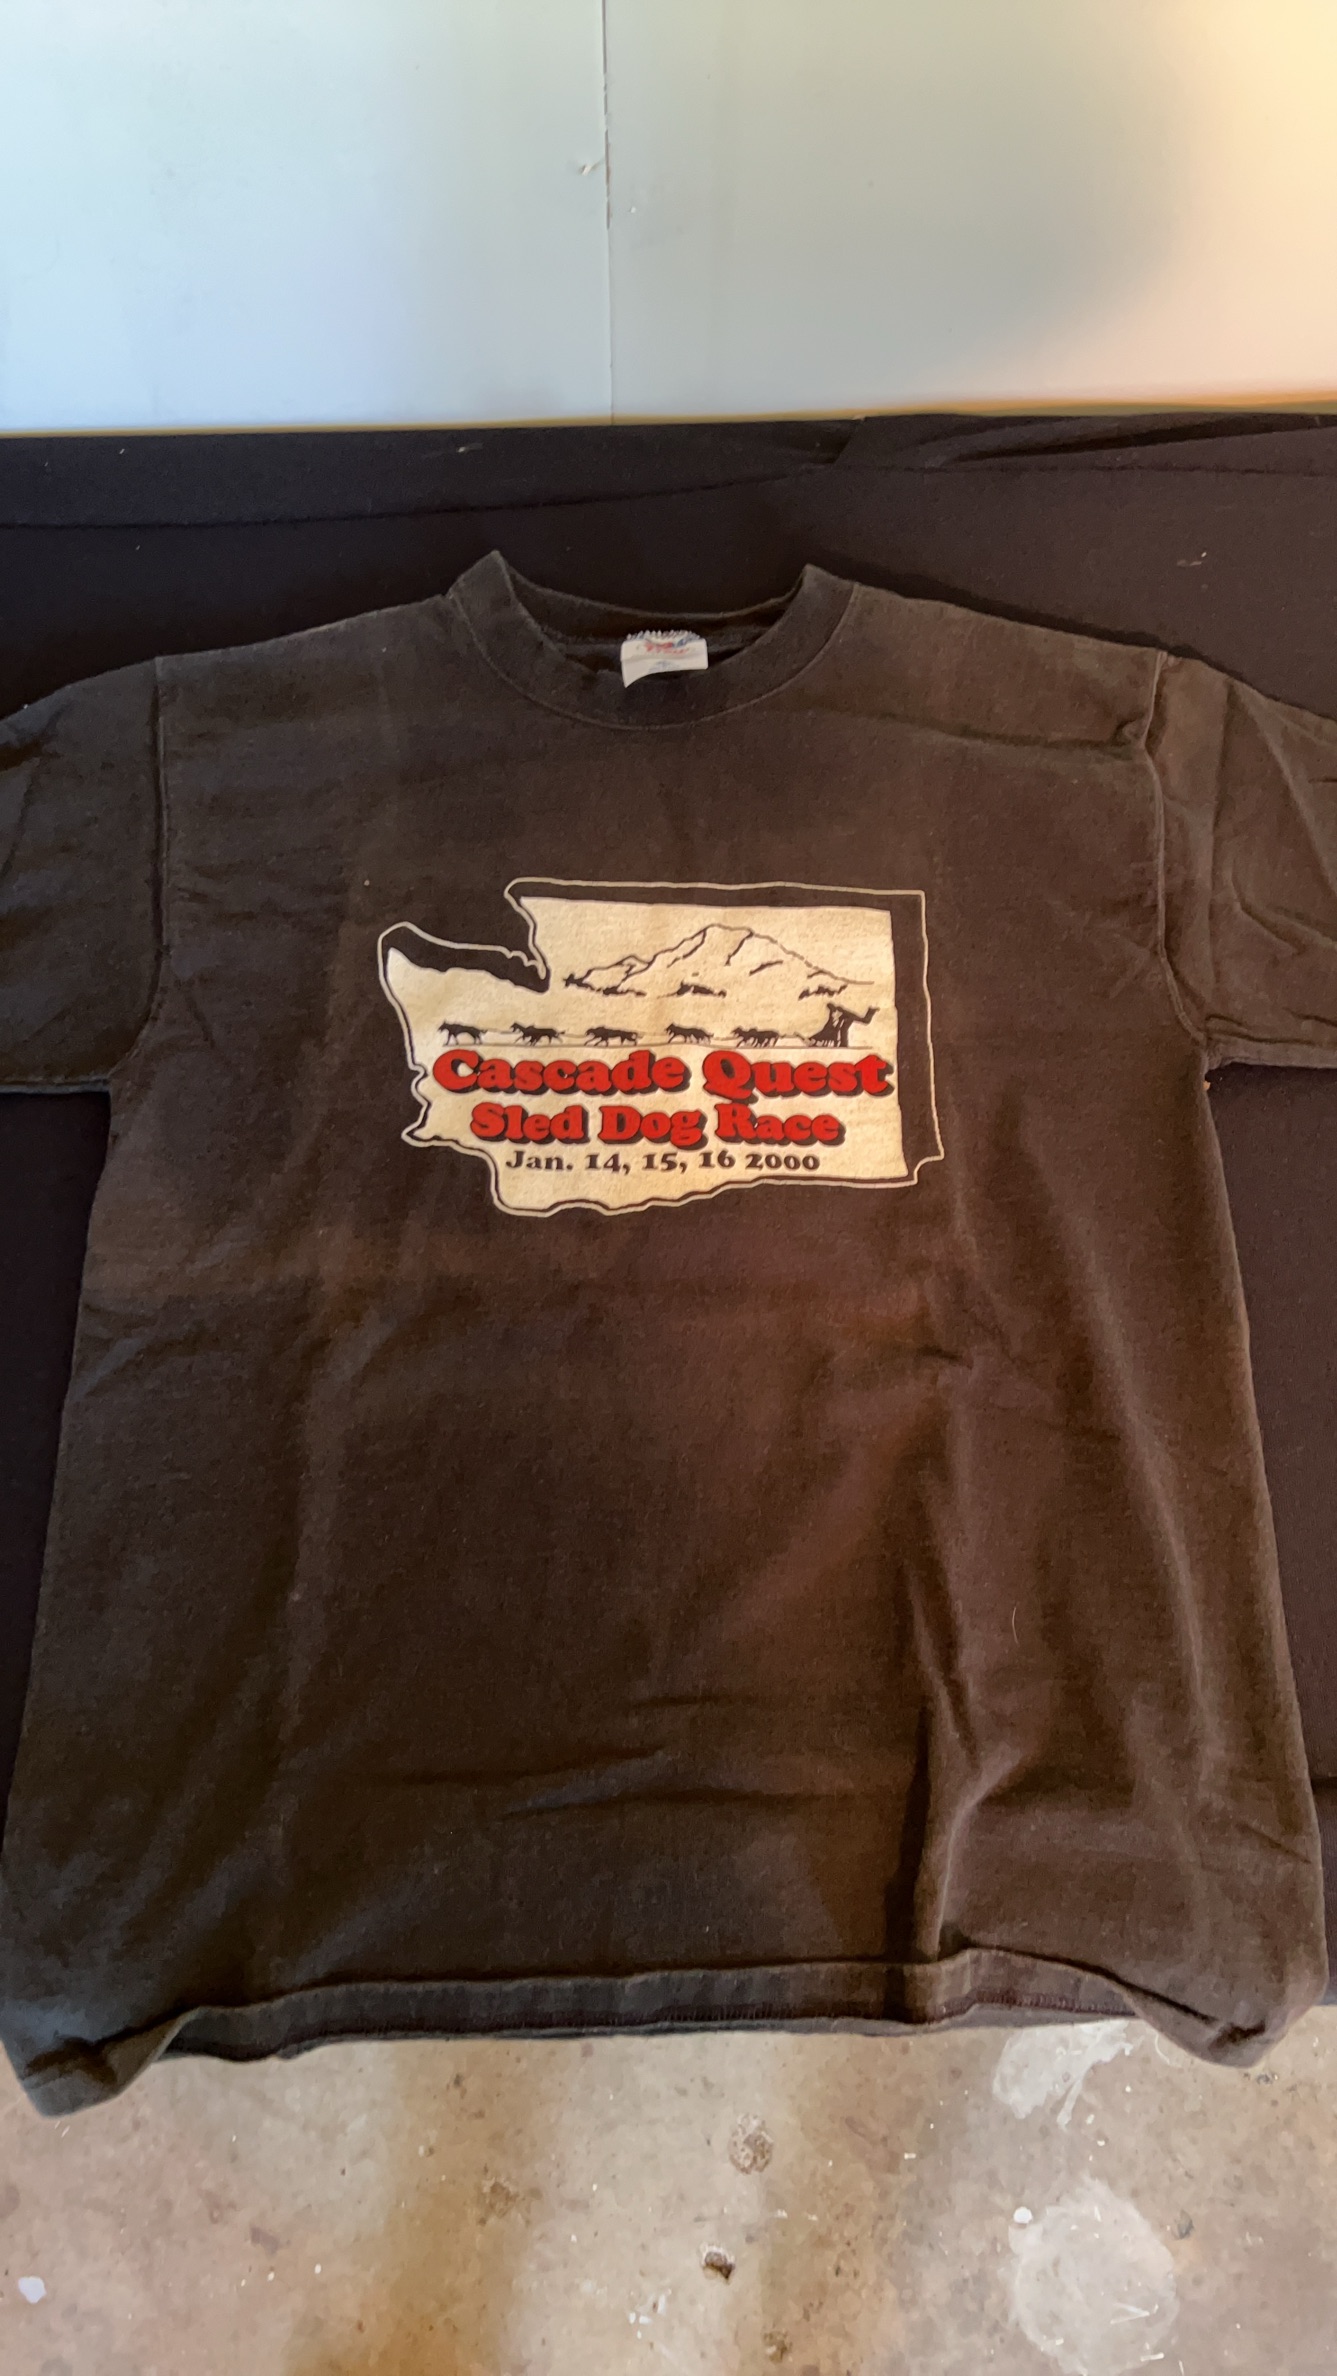 Cascade Quest
Sled Dog Race
Jan. 14, 15, 16 2000